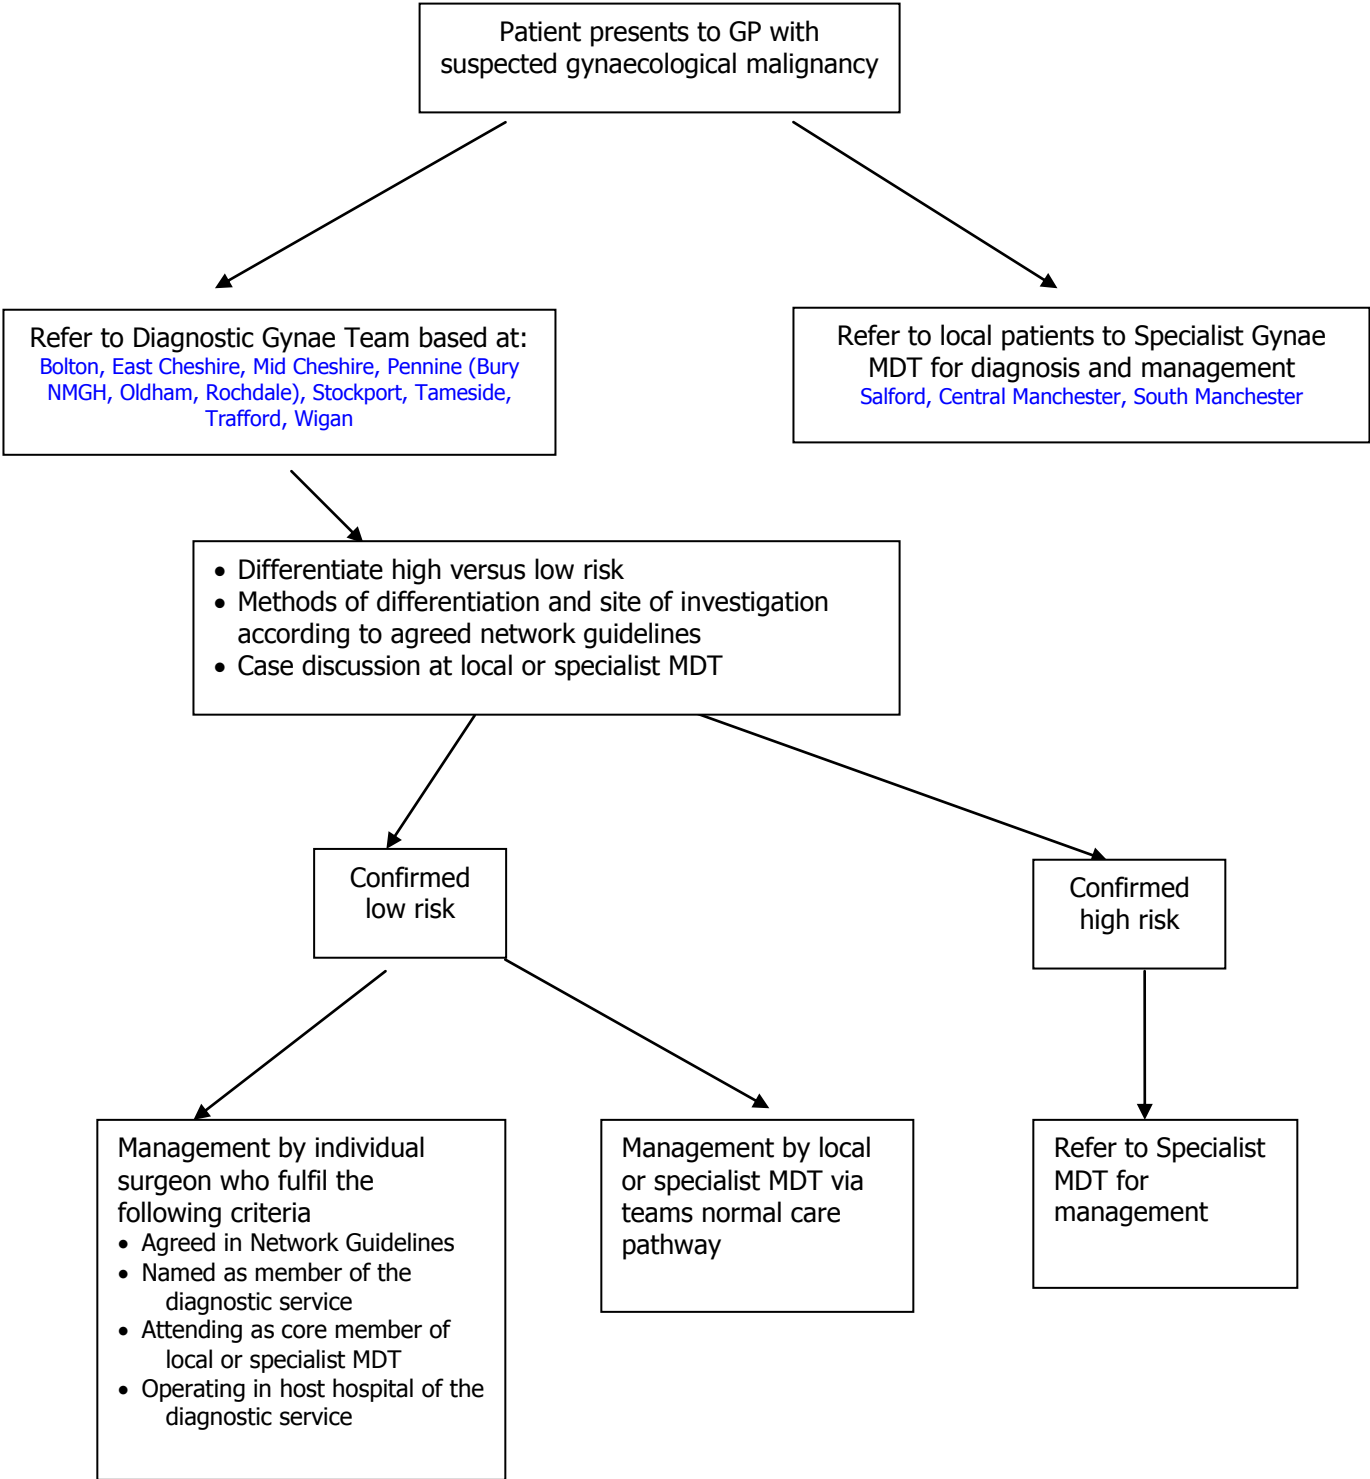 Patient presents to GP with
suspected gynaecological malignancy
Refer to Diagnostic Gynae Team based at:
Bolton, East Cheshire, Mid Cheshire, Pennine (Bury
NMGH, Oldham, Rochdale), Stockport, Tameside,
Trafford, Wigan
Refer to local patients to Specialist Gynae
MDT for diagnosis and management
Salford, Central Manchester, South Manchester
• Differentiate high versus low risk
• Methods of differentiation and site of investigation
according to agreed network guidelines
• Case discussion at local or specialist MDT
Confirmed
low risk
Confirmed
high risk
Management by individual
surgeon who fulfil the
following criteria
• Agreed in Network Guidelines
• Named as member of the
diagnostic service
• Attending as core member of
local or specialist MDT
• Operating in host hospital of the
diagnostic service
Management by local
or specialist MDT via
teams normal care
pathway
Refer to Specialist
MDT for
management